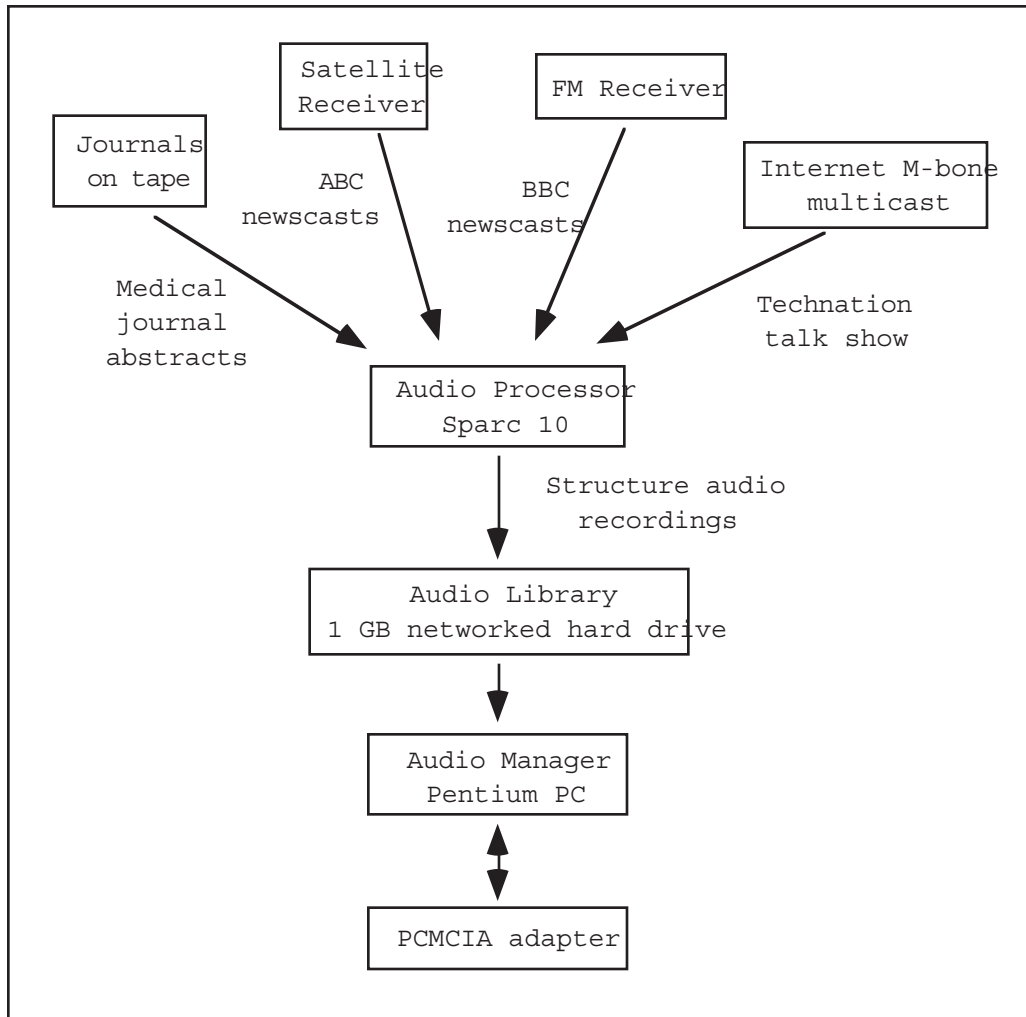 Satellite
Receiver
FM Receiver
Journals
on tape
Internet M-bone
multicast
ABC
newscasts
BBC
newscasts
Medical
journal
abstracts
Technation
talk show
Audio Processor
Sparc 10
Structure audio
recordings
Audio Library
1 GB networked hard drive
Audio Manager
Pentium PC
PCMCIA adapter